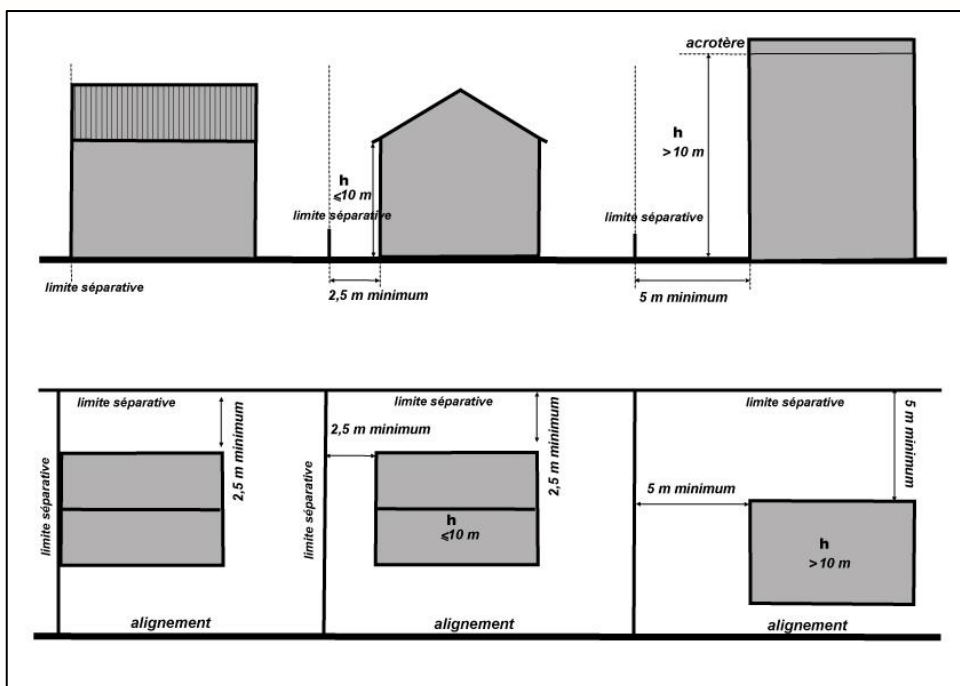 acrotère
h
> 10 m
h
⩽10 m
limite séparative
limite séparative
limite séparative
2,5 m minimum
5 m minimum
limite séparative
limite séparative
limite séparative
limite séparative
2,5 m minimum
limite séparative
2,5 m minimum
2,5 m minimum
limite séparative
5 m minimum
5 m minimum
h
⩽10 m
h
> 10 m
alignement
alignement
alignement